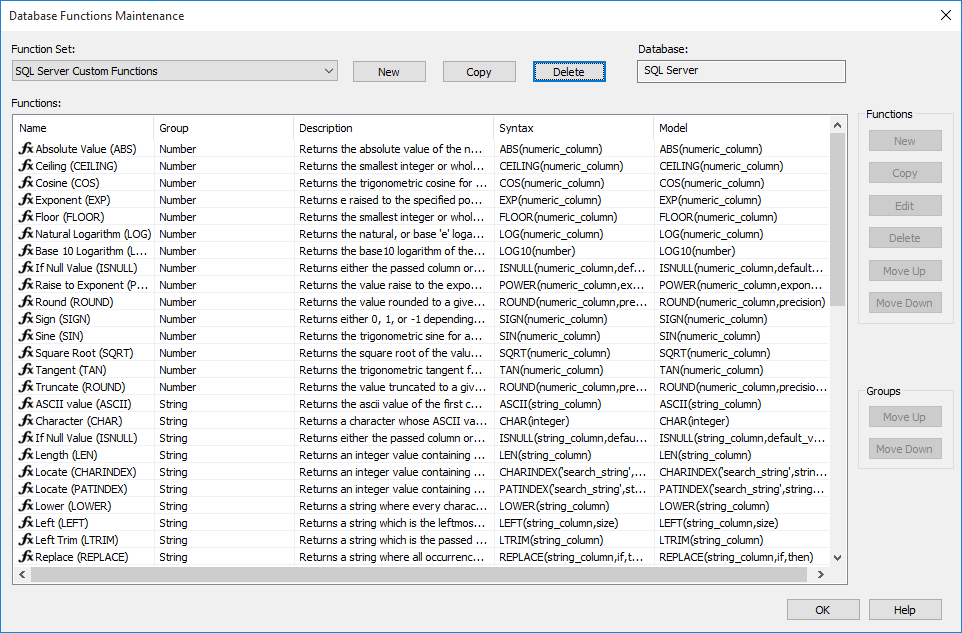 Database Functions Maintenance
Function Set: Database:
SQL Server Custom Functions New Copy Delete SQL Server
Functions:
Name Group Description Syntax Model
Absolute Value (ABS) Number Returns the absolute value of the n... ABS(numeric_column) ABS(numeric_column)
Ceiling (CEILING) Number Returns the smallest integer or whol... CEILING(numeric_column) CEILING(numeric_column)
Cosine (COS) Number Returns the trigonometric cosine for ... COS(numeric_column) COS(numeric_column)
Exponent (EXP) Number Returns e raised to the specified po... EXP(numeric_column) EXP(numeric_column)
Floor (FLOOR) Number Returns the smallest integer or whol... FLOOR(numeric_column) FLOOR(numeric_column)
Natural Logarithm (LOG) Number Returns the natural, or base 'e' loga... LOG(numeric_column) LOG(numeric_column)
Base 10 Logarithm (L... Number Returns the base10 logarithm of the... LOG10(number) LOG10(number)
If Null Value (ISNULL) Number Returns either the passed column or... ISNULL(numeric_column,def... ISNULL(numeric_column,default...
Raise to Exponent (P... Number Returns the value raise to the expo... POWER(numeric_column,ex... POWER(numeric_column,expon...
Round (ROUND) Number Returns the value rounded to a give... ROUND(numeric_column,pre... ROUND(numeric_column,precision)
Sign (SIGN) Number Returns either 0, 1, or -1 depending... SIGN(numeric_column) SIGN(numeric_column)
Sine (SIN) Number Returns the trigonometric sine for a... SIN(numeric_column) SIN(numeric_column)
Square Root (SQRT) Number Returns the square root of the valu... SQRT(numeric_column) SQRT(numeric_column)
Tangent (TAN) Number Returns the trigonometric tangent f... TAN(numeric_column) TAN(numeric_column)
Truncate (ROUND) Number Returns the value truncated to a giv... ROUND(numeric_column,pre... ROUND(numeric_column,precisio...
ASCII value (ASCII) String Returns the ascii value of the first c... ASCII(string_column) ASCII(string_column)
Character (CHAR) String Returns a character whose ASCII va... CHAR(integer) CHAR(integer)
If Null Value (ISNULL) String Returns either the passed column or... ISNULL(string_column,defau... ISNULL(string_column,default_v...
Length (LEN) String Returns an integer value containing ... LEN(string_column) LEN(string_column)
Locate (CHARINDEX) String Returns an integer value containing ... CHARINDEX('search_string',... CHARINDEX('search_string',strin...
Locate (PATINDEX) String Returns an integer value containing ... PATINDEX('search_string',st... PATINDEX('search_string',string...
Lower (LOWER) String Returns a string where every charac... LOWER(string_column) LOWER(string_column)
Left (LEFT) String Returns a string which is the leftmos... LEFT(string_column,size) LEFT(string_column,size)
Left Trim (LTRIM) String Returns a string which is the passed ... LTRIM(string_column) LTRIM(string_column)
Replace (REPLACE) String Returns a string where all occurrenc... REPLACE(string_column,if,t... REPLACE(string_column,if,then)
Functions
New
Copy
Edit
Delete
Move Up
Move Down
Groups
Move Up
Move Down
OK Help